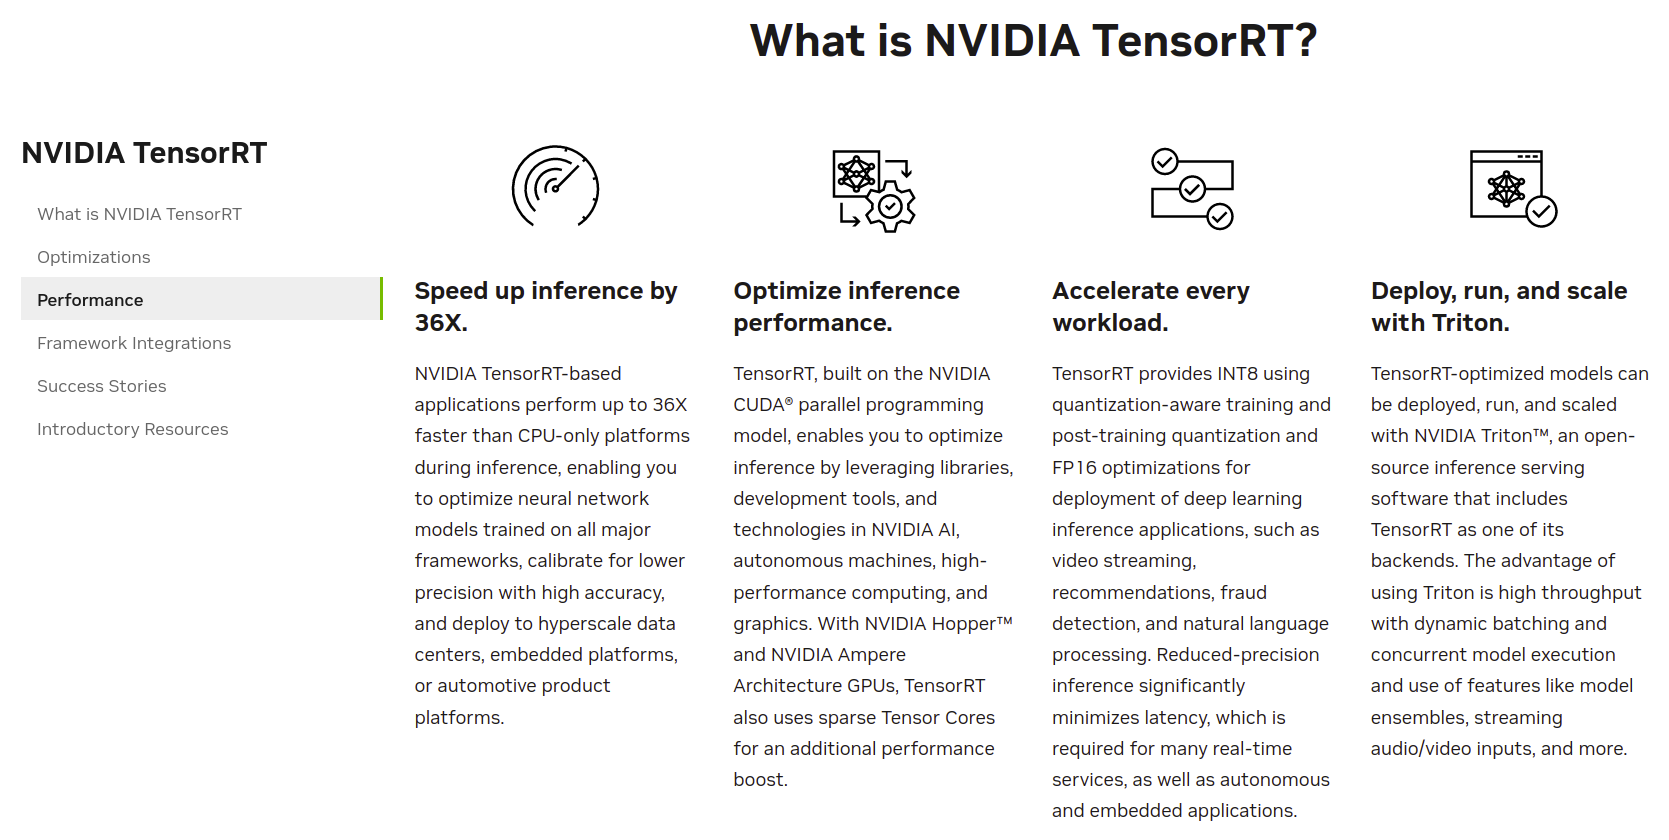 What is NVIDIA TensorRT?
NVIDIA TensorRT
What is NVIDIA TensorRT
Optimizations
Performance
Framework Integrations
Success Stories
Introductory Resources
Speed up inference by
36X.
NVIDIA TensorRT-based
applications perform up to 36X
faster than CPU-only platforms
during inference, enabling you
to optimize neural network
models trained on all major
frameworks, calibrate for lower
precision with high accuracy,
and deploy to hyperscale data
centers, embedded platforms,
or automotive product
platforms.
Optimize inference
performance.
TensorRT, built on the NVIDIA
CUDA® parallel programming
model, enables you to optimize
inference by leveraging libraries,
development tools, and
technologies in NVIDIA AI,
autonomous machines, high-
performance computing, and
graphics. With NVIDIA Hopper™
and NVIDIA Ampere
Architecture GPUs, TensorRT
also uses sparse Tensor Cores
for an additional performance
boost.
Accelerate every
workload.
TensorRT provides INT8 using
quantization-aware training and
post-training quantization and
FP16 optimizations for
deployment of deep learning
inference applications, such as
video streaming,
recommendations, fraud
detection, and natural language
processing. Reduced-precision
inference significantly
minimizes latency, which is
required for many real-time
services, as well as autonomous
and embedded applications.
Deploy, run, and scale
with Triton.
TensorRT-optimized models can
be deployed, run, and scaled
with NVIDIA Triton™, an open-
source inference serving
software that includes
TensorRT as one of its
backends. The advantage of
using Triton is high throughput
with dynamic batching and
concurrent model execution
and use of features like model
ensembles, streaming
audio/video inputs, and more.